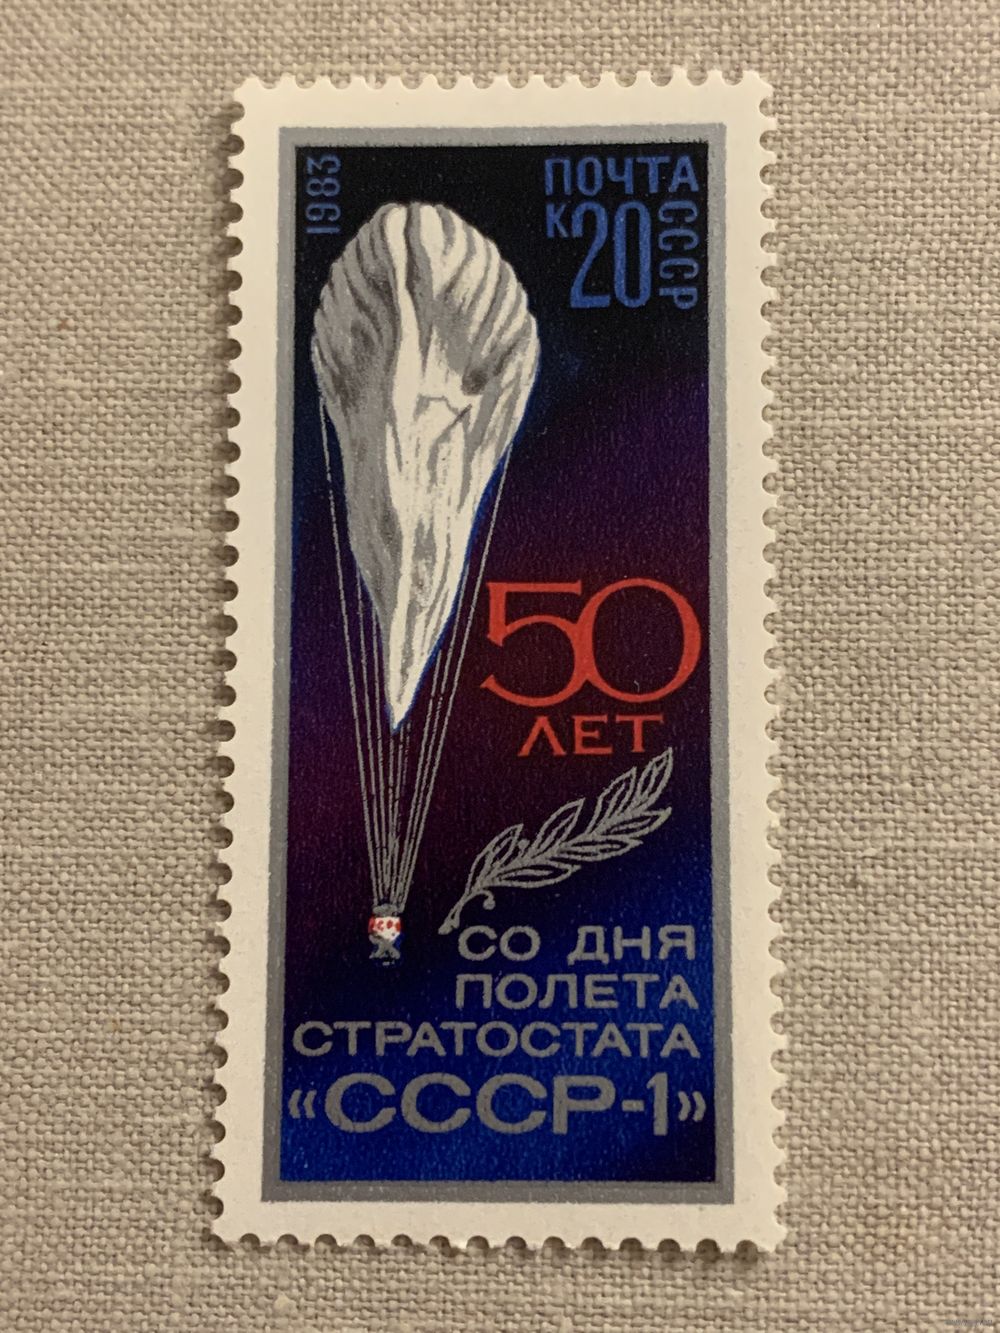 1983
ПОЧТА
СССР
К20
50
ЛЕТ
СО ДНЯ
ПОЛЕТА
СТРАТОСТАТА
«СССР-1»